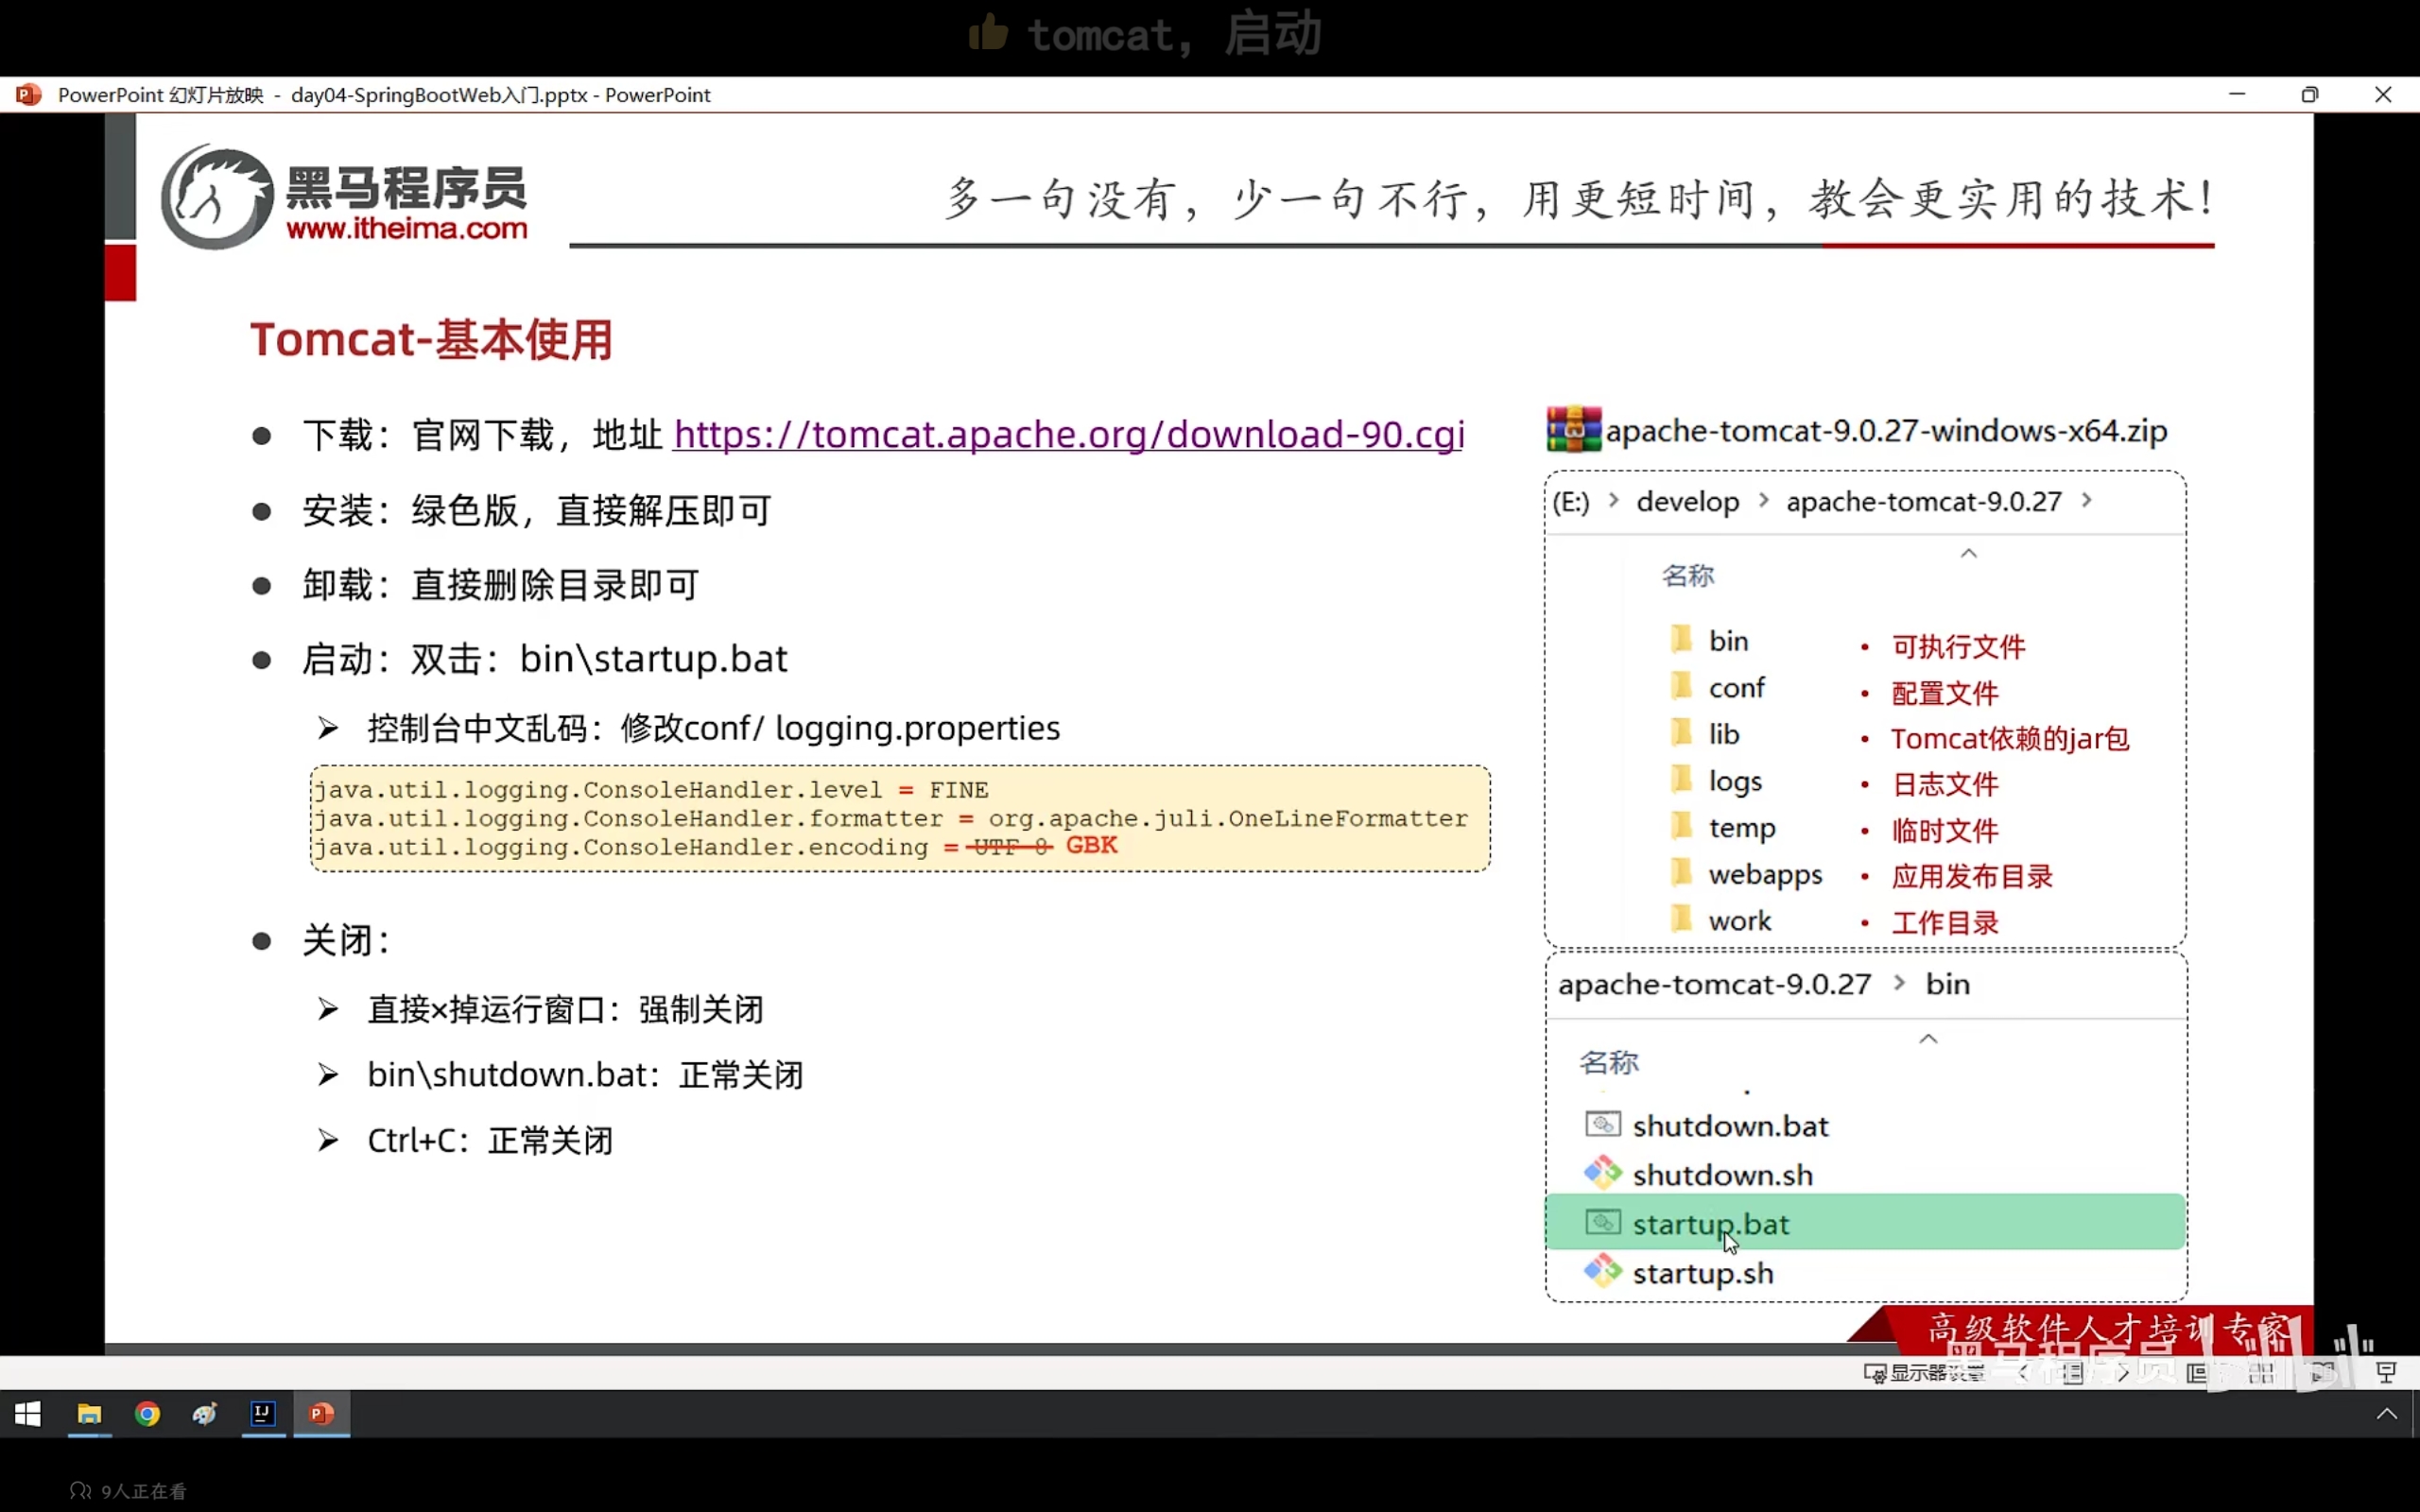 tomcat，启动
PowerPoint 幻灯片放映 - day04-SpringBootWeb入门.pptx - PowerPoint
黑马程序员
www.itheima.com
多一句没有，少一句不行，用更短时间，教会更实用的技术！
Tomcat-基本使用
下载：官网下载，地址 https://tomcat.apache.org/download-90.cgi
安装：绿色版，直接解压即可
卸载：直接删除目录即可
启动：双击：bin\startup.bat
控制台中文乱码：修改conf/ logging.properties
java.util.logging.ConsoleHandler.level = FINE
java.util.logging.ConsoleHandler.formatter = org.apache.juli.OneLineFormatter
java.util.logging.ConsoleHandler.encoding = UTF-8 GBK
关闭：
直接×掉运行窗口：强制关闭
bin\shutdown.bat：正常关闭
Ctrl+C：正常关闭
apache-tomcat-9.0.27-windows-x64.zip
(E:) > develop > apache-tomcat-9.0.27 >
名称
bin • 可执行文件
conf • 配置文件
lib • Tomcat依赖的jar包
logs • 日志文件
temp • 临时文件
webapps • 应用发布目录
work • 工作目录
apache-tomcat-9.0.27 > bin
名称
shutdown.bat
shutdown.sh
startup.bat
startup.sh
高级软件人才培训专家
黑马程序员
显示器设置
9人正在看